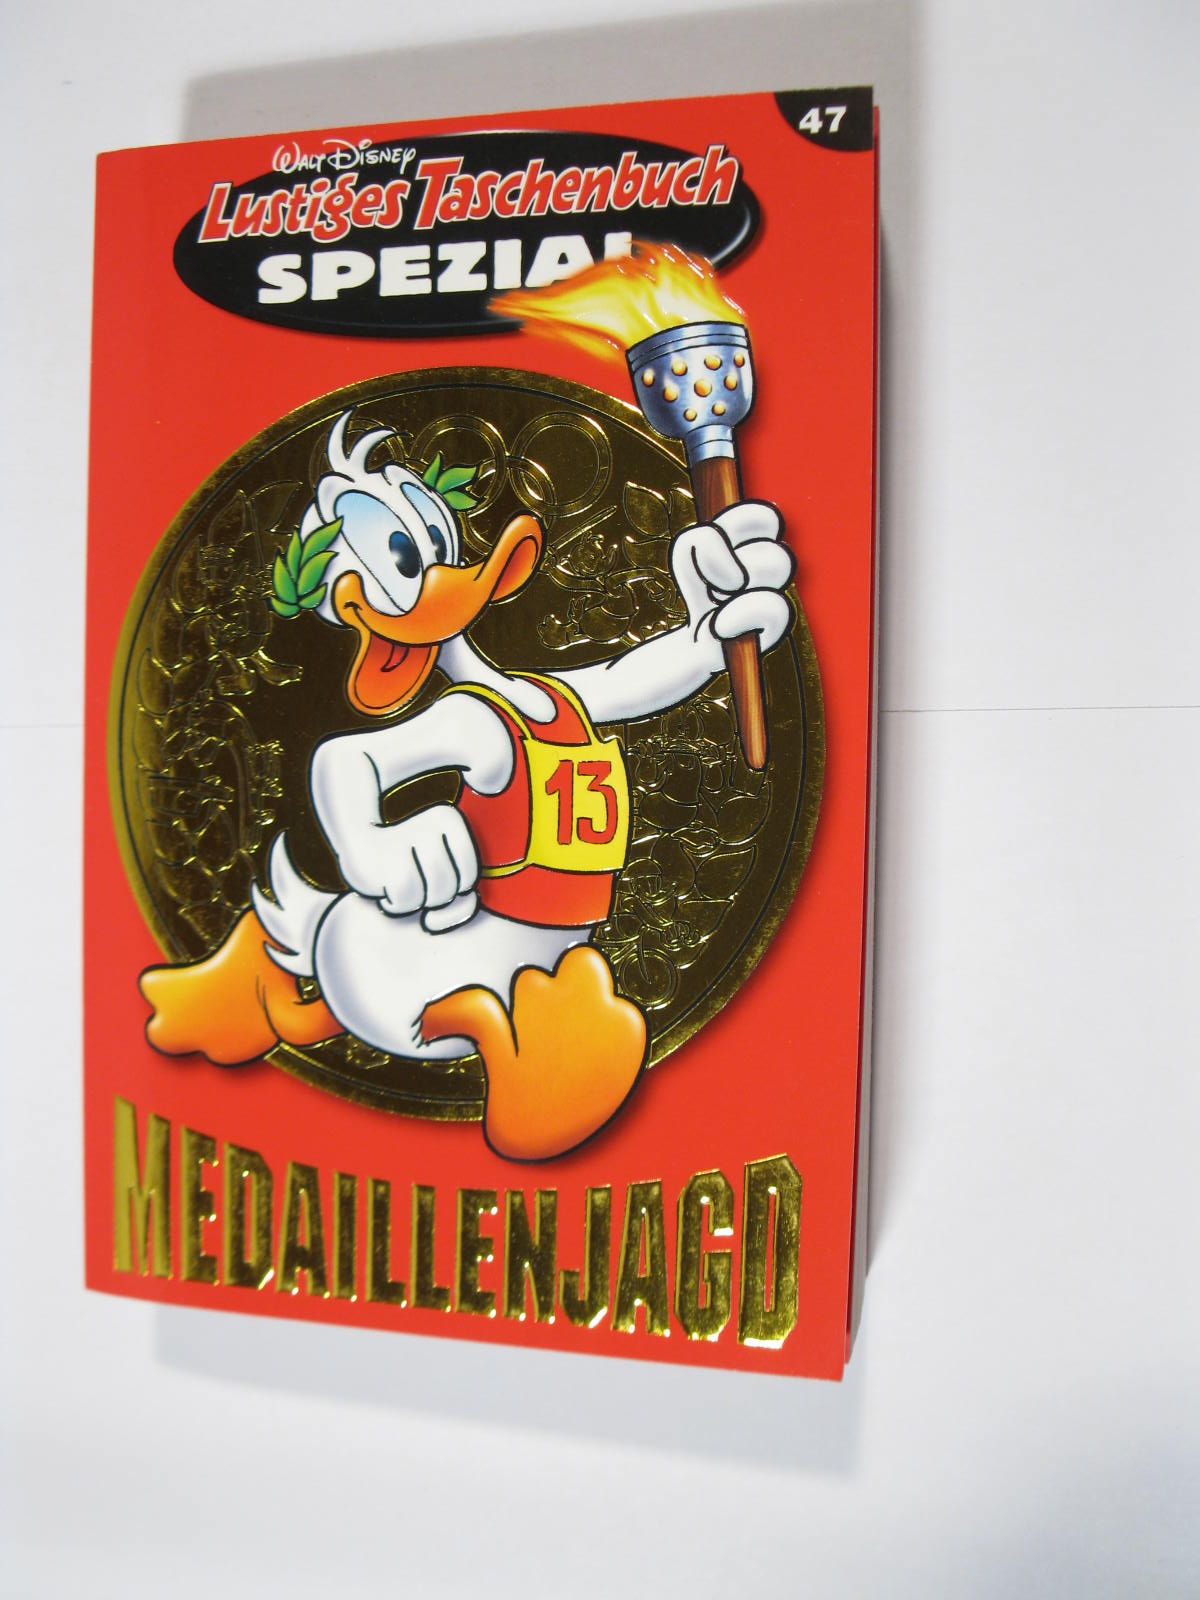 47
WALT DISNEY
LUSTIGES TASCHENBUCH
SPEZIAL
13
MEDAILLENJAGD